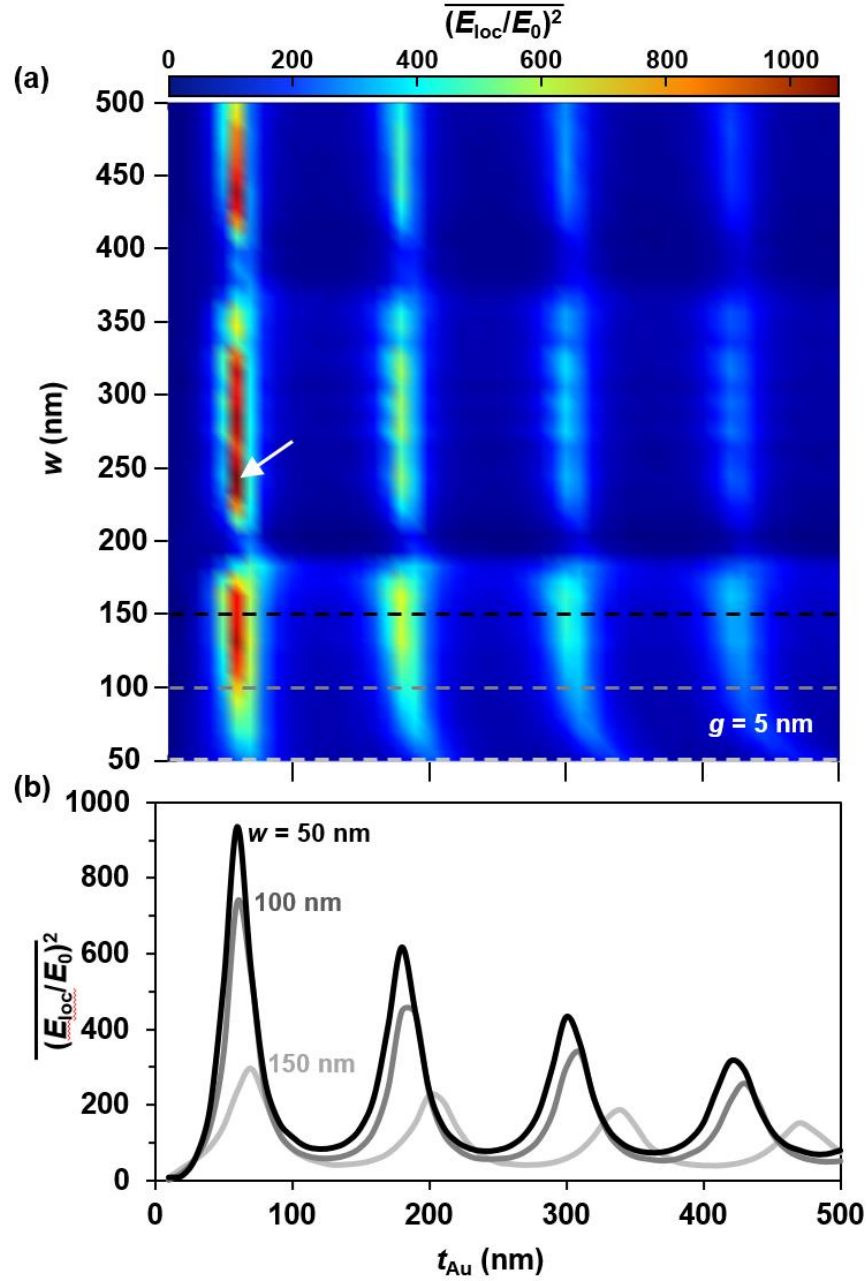 (E_loc/E_0)^2
0 200 400 600 800 1000
(a)
500
450
400
350
300
250
200
150
100
50
w (nm)
g = 5 nm
(b)
1000
800
600
400
200
0
(E_loc/E_0)^2
w = 50 nm
100 nm
150 nm
0 100 200 300 400 500
t_Au (nm)